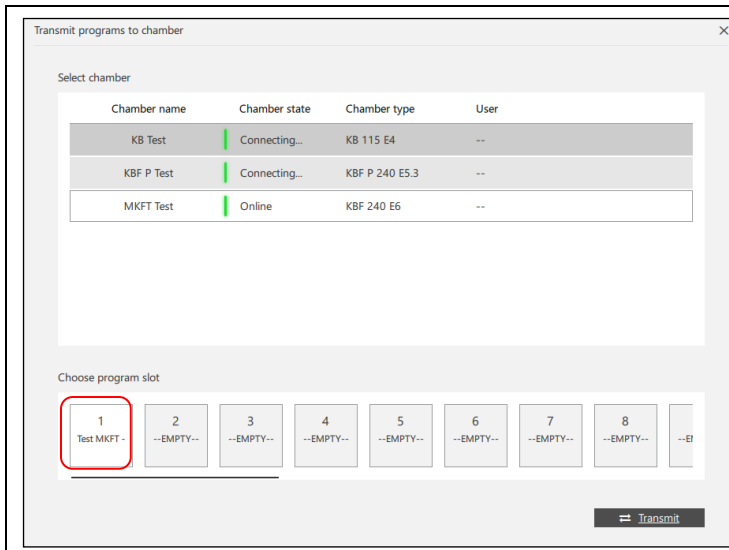 Transmit programs to chamber
Select chamber
Chamber name Chamber state Chamber type User
KB Test Connecting... KB 115 E4 --
KBF P Test Connecting... KBF P 240 E5.3 --
MKFT Test Online KBF 240 E6 --
Choose program slot
1 2 3 4 5 6 7 8
Test MKFT - --EMPTY-- --EMPTY-- --EMPTY-- --EMPTY-- --EMPTY-- --EMPTY-- --EMPTY--
Transmit